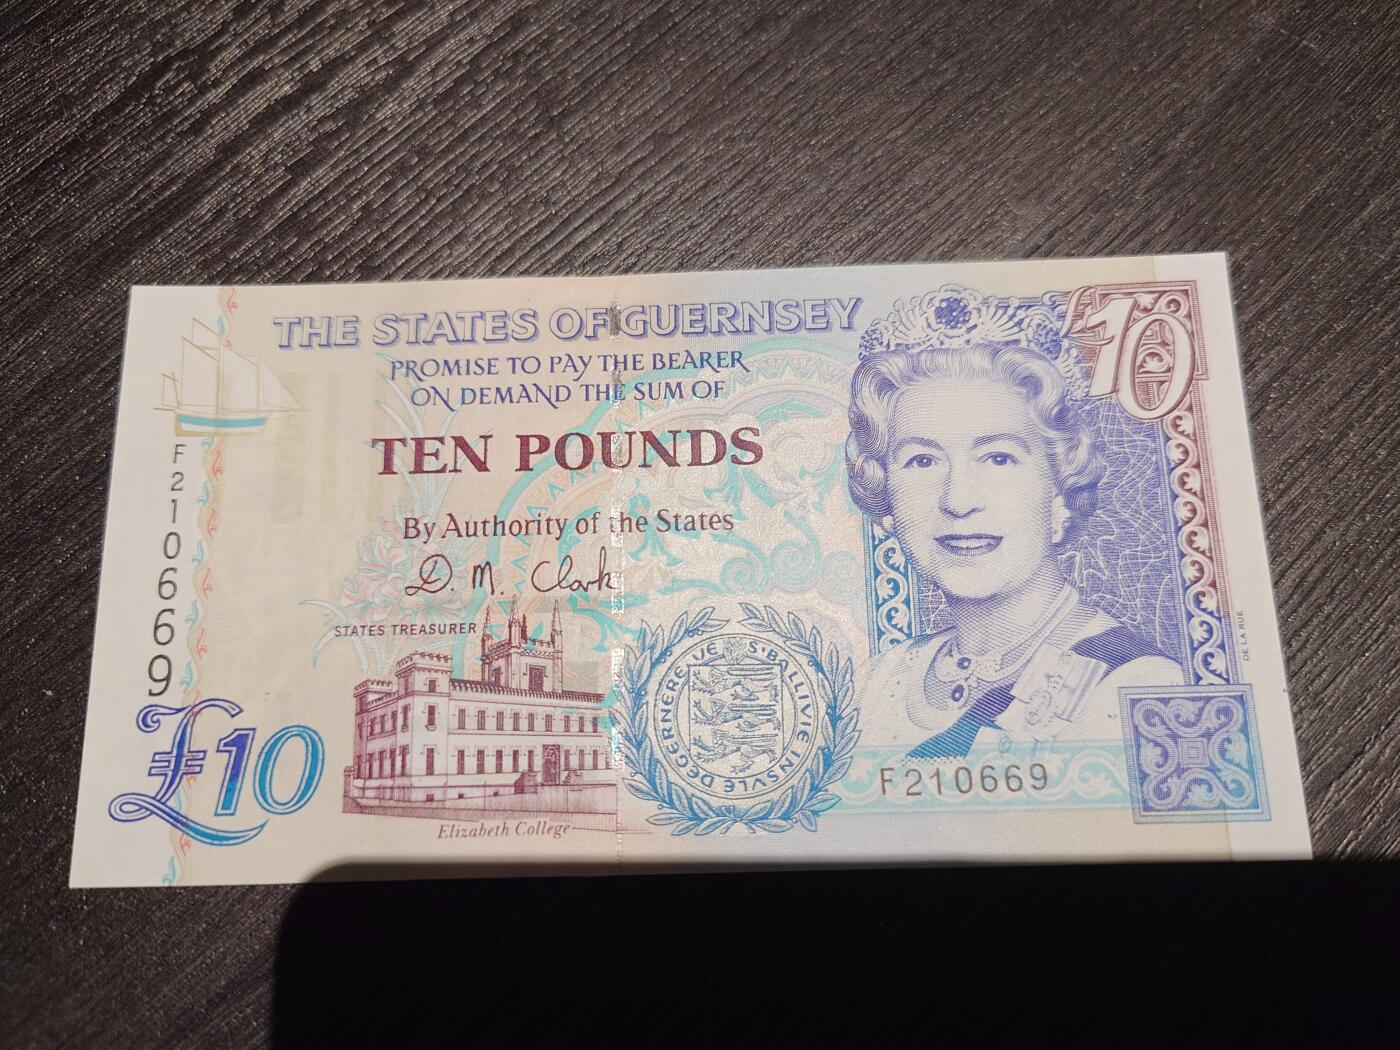 THE STATES OF GUERNSEY
PROMISE TO PAY THE BEARER
ON DEMAND THE SUM OF
TEN POUNDS
By Authority of the States
D. M. Clark
STATES TREASURER
£10
F210669
£10
Elizabeth College
S'BALLIVIE INSVLE DEGERNEREYE
F210669
DE LA RUE